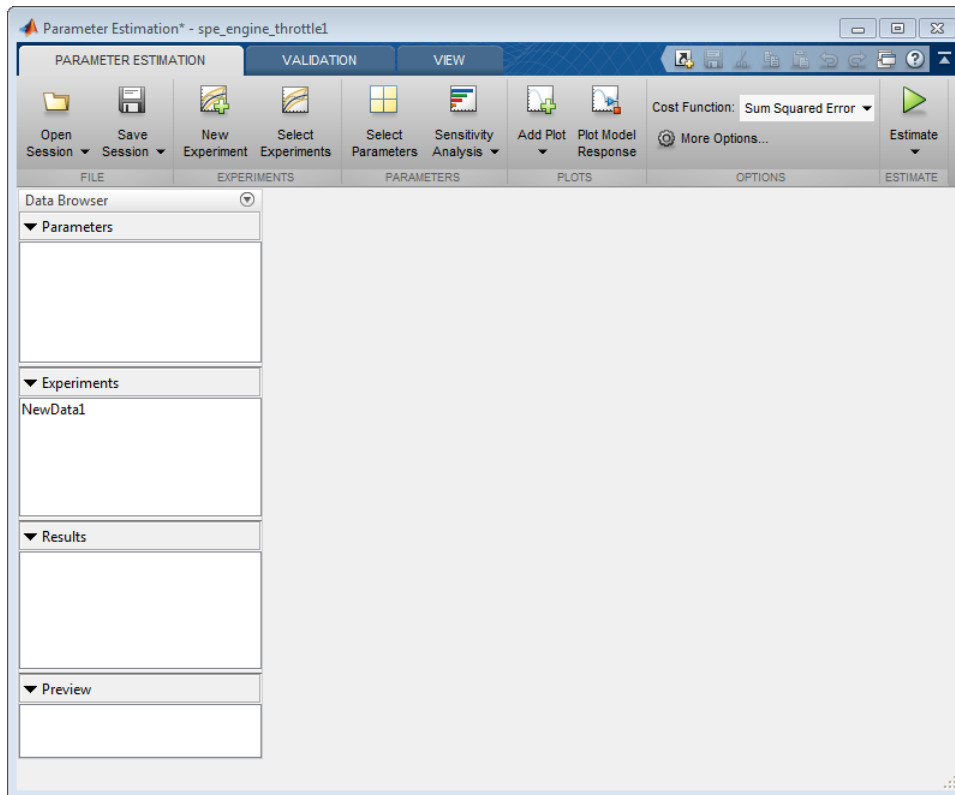 Parameter Estimation* - spe_engine_throttle1
PARAMETER ESTIMATION VALIDATION VIEW
Open Session
Save Session
New Experiment
Select Experiments
Select Parameters
Sensitivity Analysis
Add Plot
Plot Model Response
Cost Function: Sum Squared Error
More Options...
Estimate
FILE EXPERIMENTS PARAMETERS PLOTS OPTIONS ESTIMATE
Data Browser
Parameters
Experiments
NewData1
Results
Preview